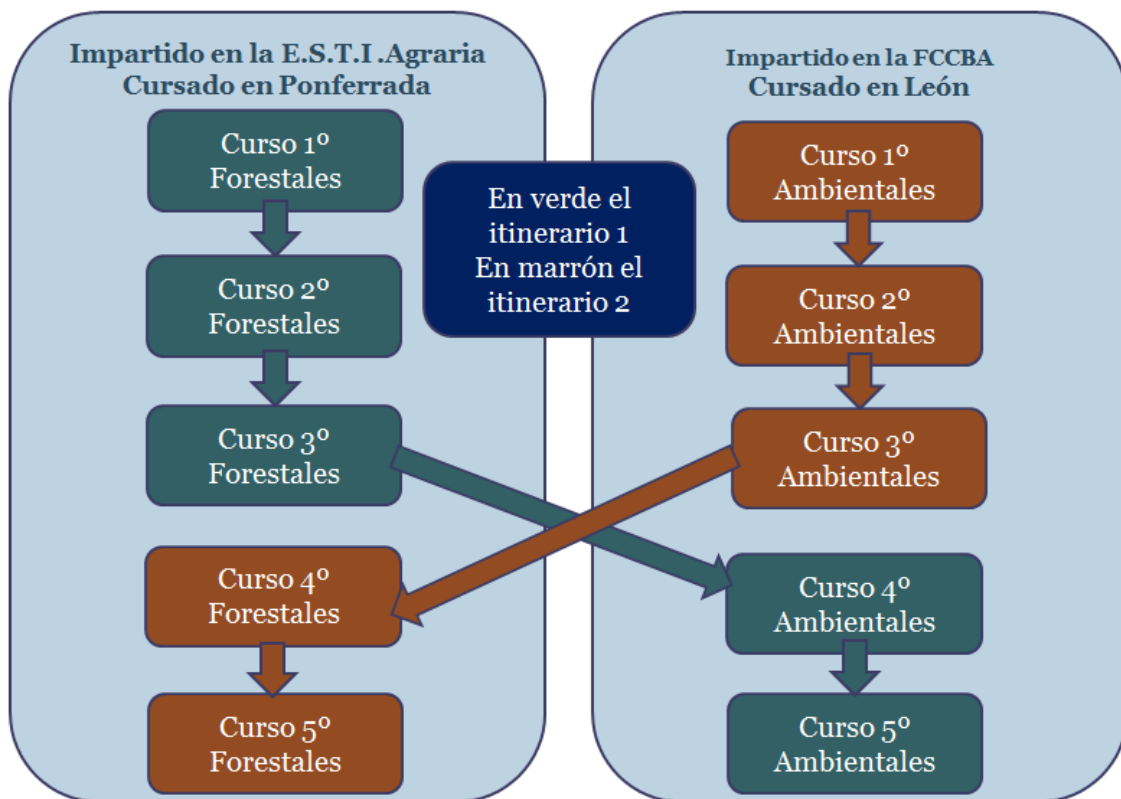 Impartido en la E.S.T.I .Agraria
Cursado en Ponferrada
Curso 1º
Forestales
Curso 2º
Forestales
Curso 3º
Forestales
Curso 4º
Forestales
Curso 5º
Forestales
En verde el
itinerario 1
En marrón el
itinerario 2
Impartido en la FCCBA
Cursado en León
Curso 1º
Ambientales
Curso 2º
Ambientales
Curso 3º
Ambientales
Curso 4º
Ambientales
Curso 5º
Ambientales